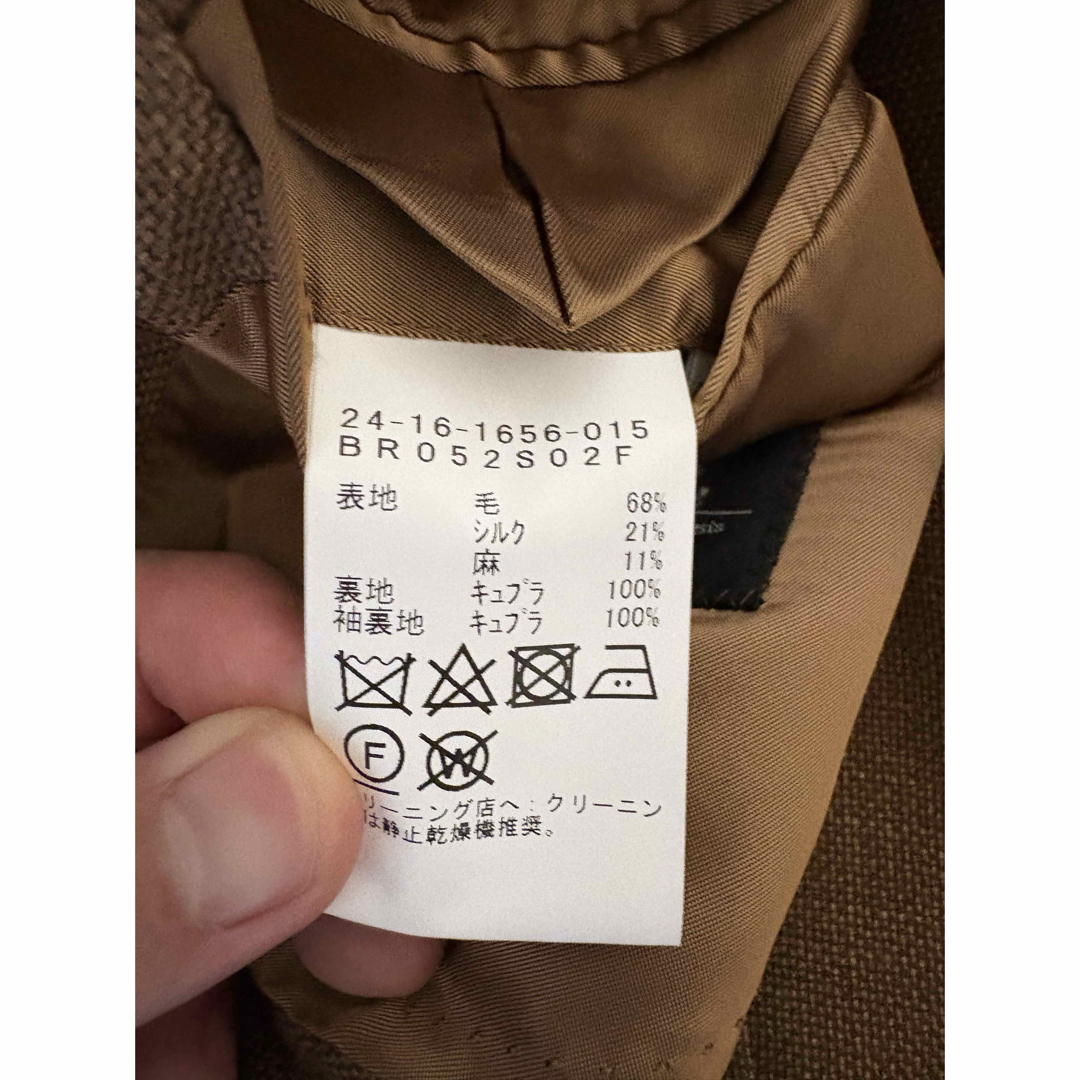 24-16-1656-015
BR052S02F
表地 毛 68%
シルク 21%
麻 11%
裏地 キュプラ 100%
袖裏地 キュプラ 100%
F W
リーニング店へ:クリーニン
は静止乾燥機推奨。